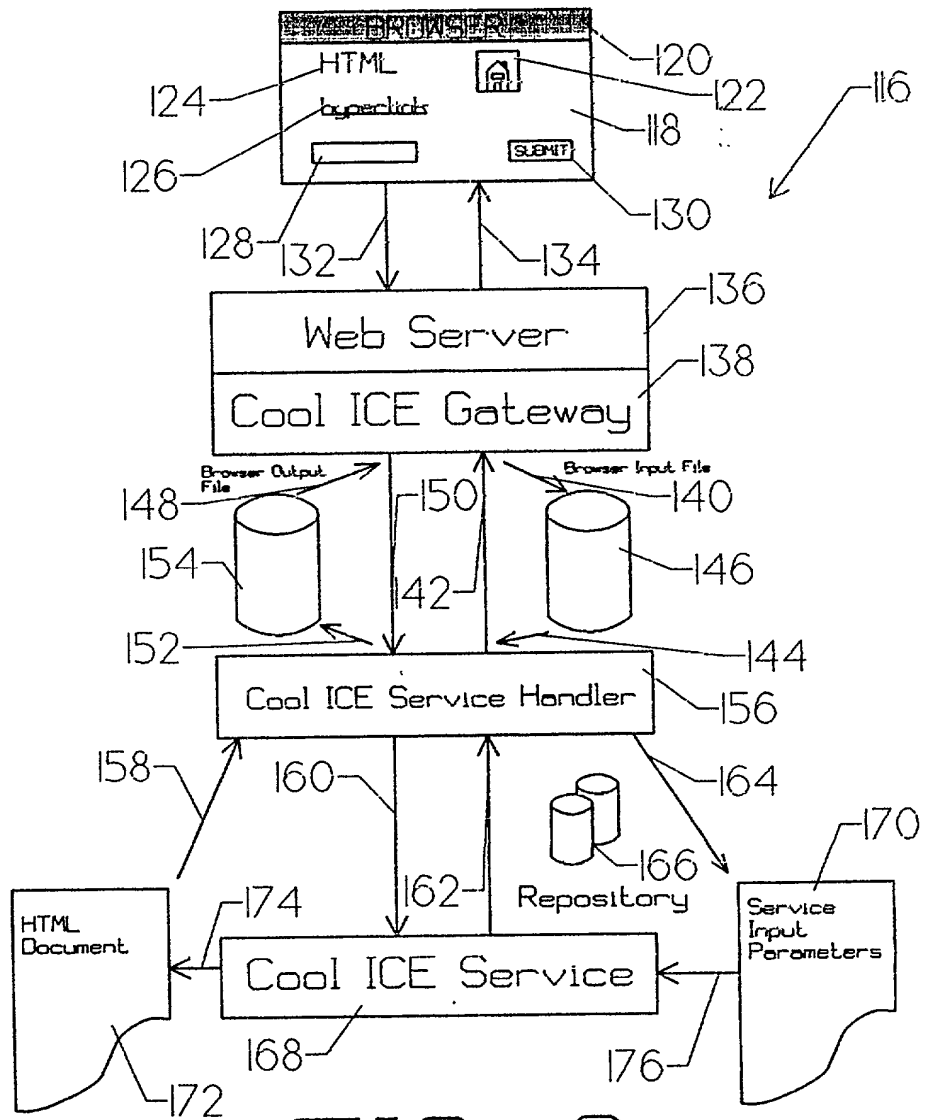 BROWSER
120
HTML
124
122
116
hyperlink
118
126
SUBMIT
130
128
132
134
136
Web Server
138
Cool ICE Gateway
Browser Output
File
Browser Input File
148
150
140
154
142
146
152
144
Cool ICE Service Handler
156
158
160
164
170
166
162
Repository
174
HTML
Document
Service
Input
Parameters
Cool ICE Service
168
176
172